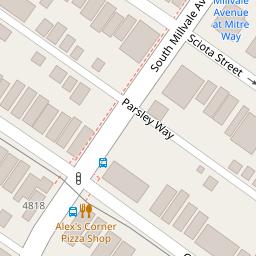 Millvale
Avenue
at Mitre
Way
Sciota Street
South Millvale Av
Parsley Way
4818
Alex's Corner
Pizza Shop